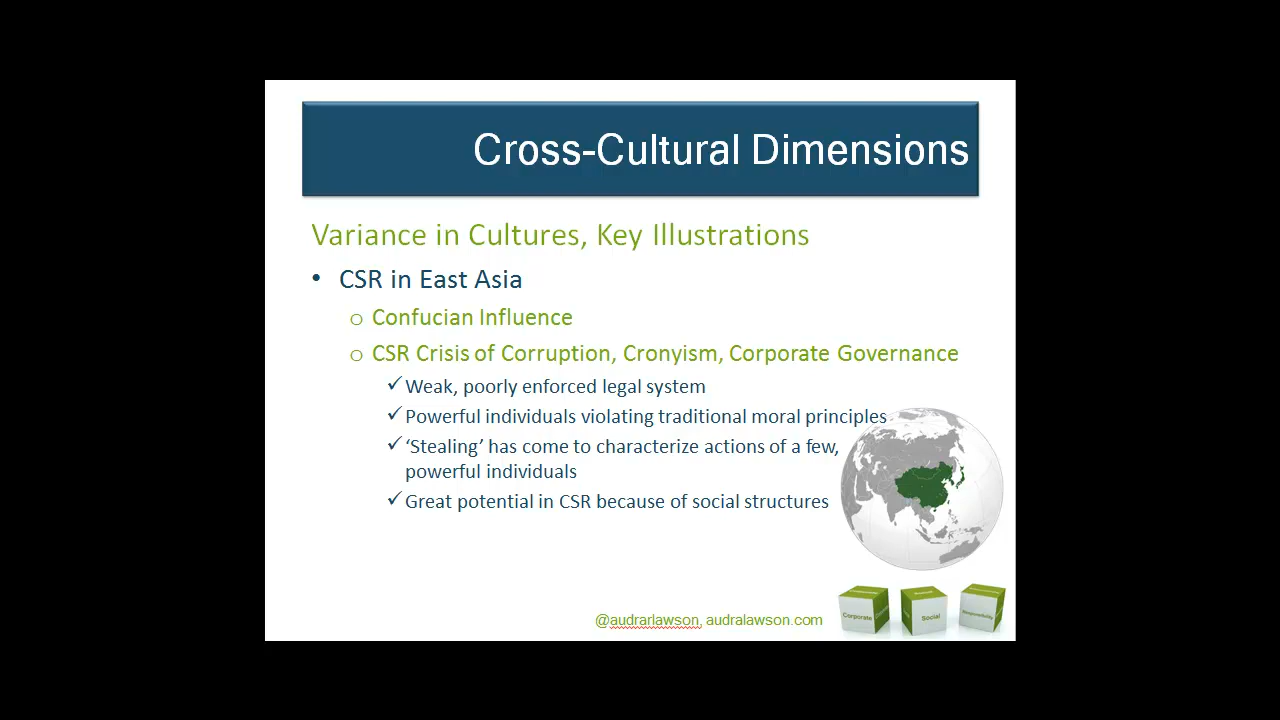 Cross-Cultural Dimensions
Variance in Cultures, Key Illustrations
• CSR in East Asia
o Confucian Influence
o CSR Crisis of Corruption, Cronyism, Corporate Governance
✓ Weak, poorly enforced legal system
✓ Powerful individuals violating traditional moral principles
✓ ‘Stealing’ has come to characterize actions of a few,
powerful individuals
✓ Great potential in CSR because of social structures
@audrarlawson, audralawson.com
Corporate
Social
Responsibility